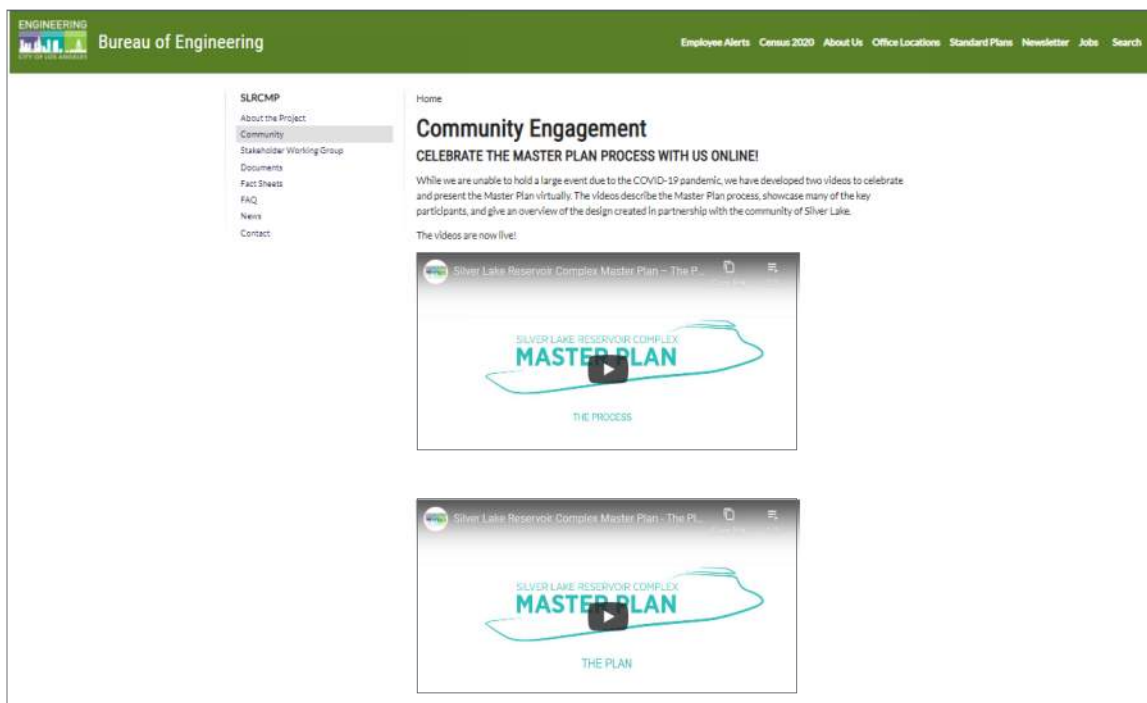 ENGINEERING
CITY OF LOS ANGELES
Bureau of Engineering
Employee Alerts Census 2020 About Us Office Locations Standard Plans Newsletter Jobs Search
SLRCMP
About the Project
Community
Stakeholder Working Group
Documents
Fact Sheets
FAQ
News
Contact
Home
Community Engagement
CELEBRATE THE MASTER PLAN PROCESS WITH US ONLINE!
While we are unable to hold a large event due to the COVID-19 pandemic, we have developed two videos to celebrate
and present the Master Plan virtually. The videos describe the Master Plan process, showcase many of the key
participants, and give an overview of the design created in partnership with the community of Silver Lake.
The videos are now live!
Silver Lake Reservoir Complex Master Plan – The P...
SILVER LAKE RESERVOIR COMPLEX
MASTER PLAN
THE PROCESS
Silver Lake Reservoir Complex Master Plan - The Pl...
SILVER LAKE RESERVOIR COMPLEX
MASTER PLAN
THE PLAN